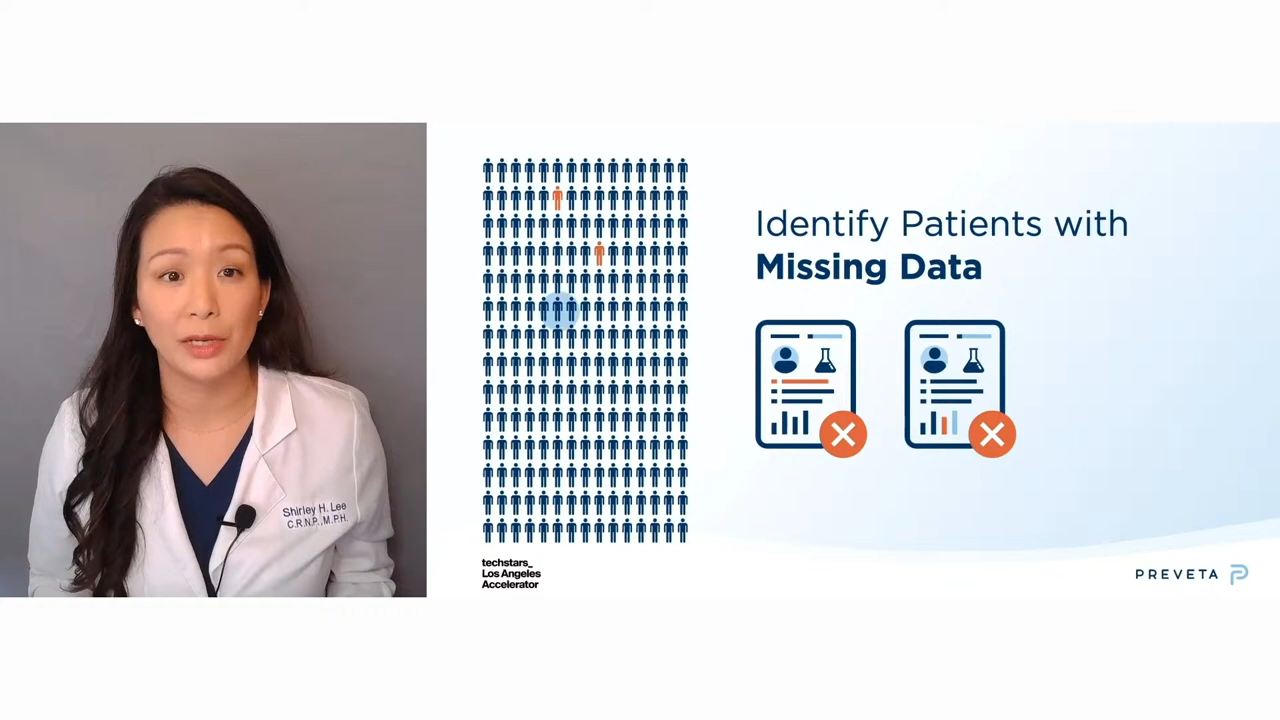 Shirley H. Lee
C.R.N.P., M.P.H.
Identify Patients with
Missing Data
techstars_
Los Angeles
Accelerator
PREVETA